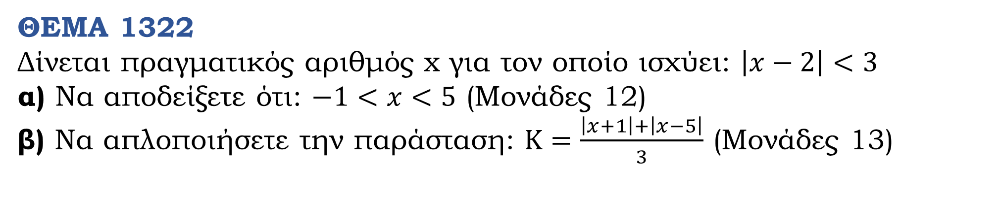 ΘΕΜΑ 1322
Δίνεται πραγματικός αριθμός x για τον οποίο ισχύει: |x − 2| < 3
α) Να αποδείξετε ότι: −1 < x < 5 (Μονάδες 12)
β) Να απλοποιήσετε την παράσταση: Κ = \frac{|x+1|+|x−5|}{3} (Μονάδες 13)